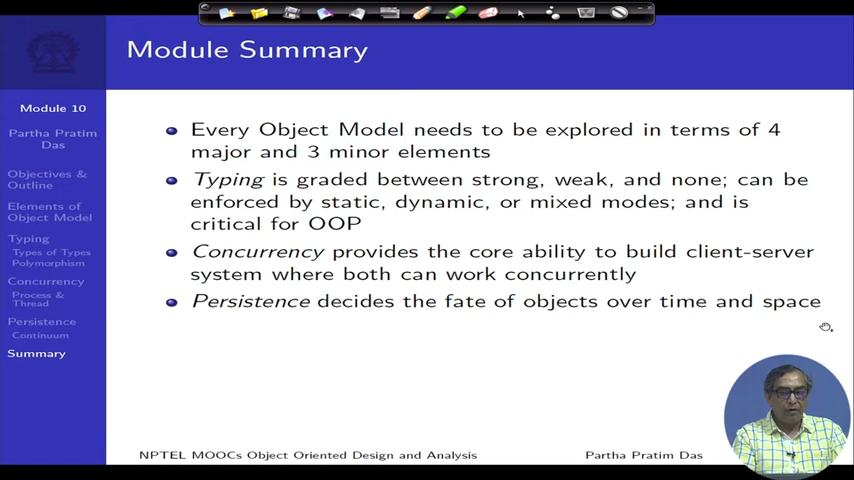 Module Summary
Module 10
Partha Pratim
Das
Objectives &
Outline
Elements of
Object Model
Typing
Types of Types
Polymorphism
Concurrency
Process &
Thread
Persistence
Continuum
Summary
Every Object Model needs to be explored in terms of 4
major and 3 minor elements
Typing is graded between strong, weak, and none; can be
enforced by static, dynamic, or mixed modes; and is
critical for OOP
Concurrency provides the core ability to build client-server
system where both can work concurrently
Persistence decides the fate of objects over time and space
NPTEL MOOCs Object Oriented Design and Analysis
Partha Pratim Das